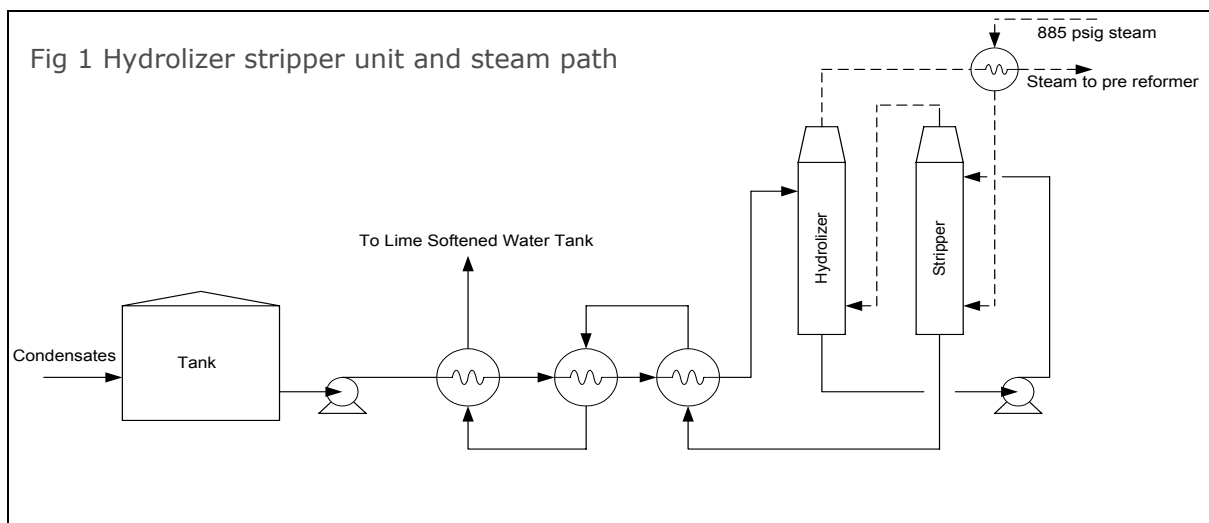 Fig 1 Hydrolizer stripper unit and steam path
885 psig steam
Steam to pre reformer
To Lime Softened Water Tank
Hydrolizer
Stripper
Condensates
Tank